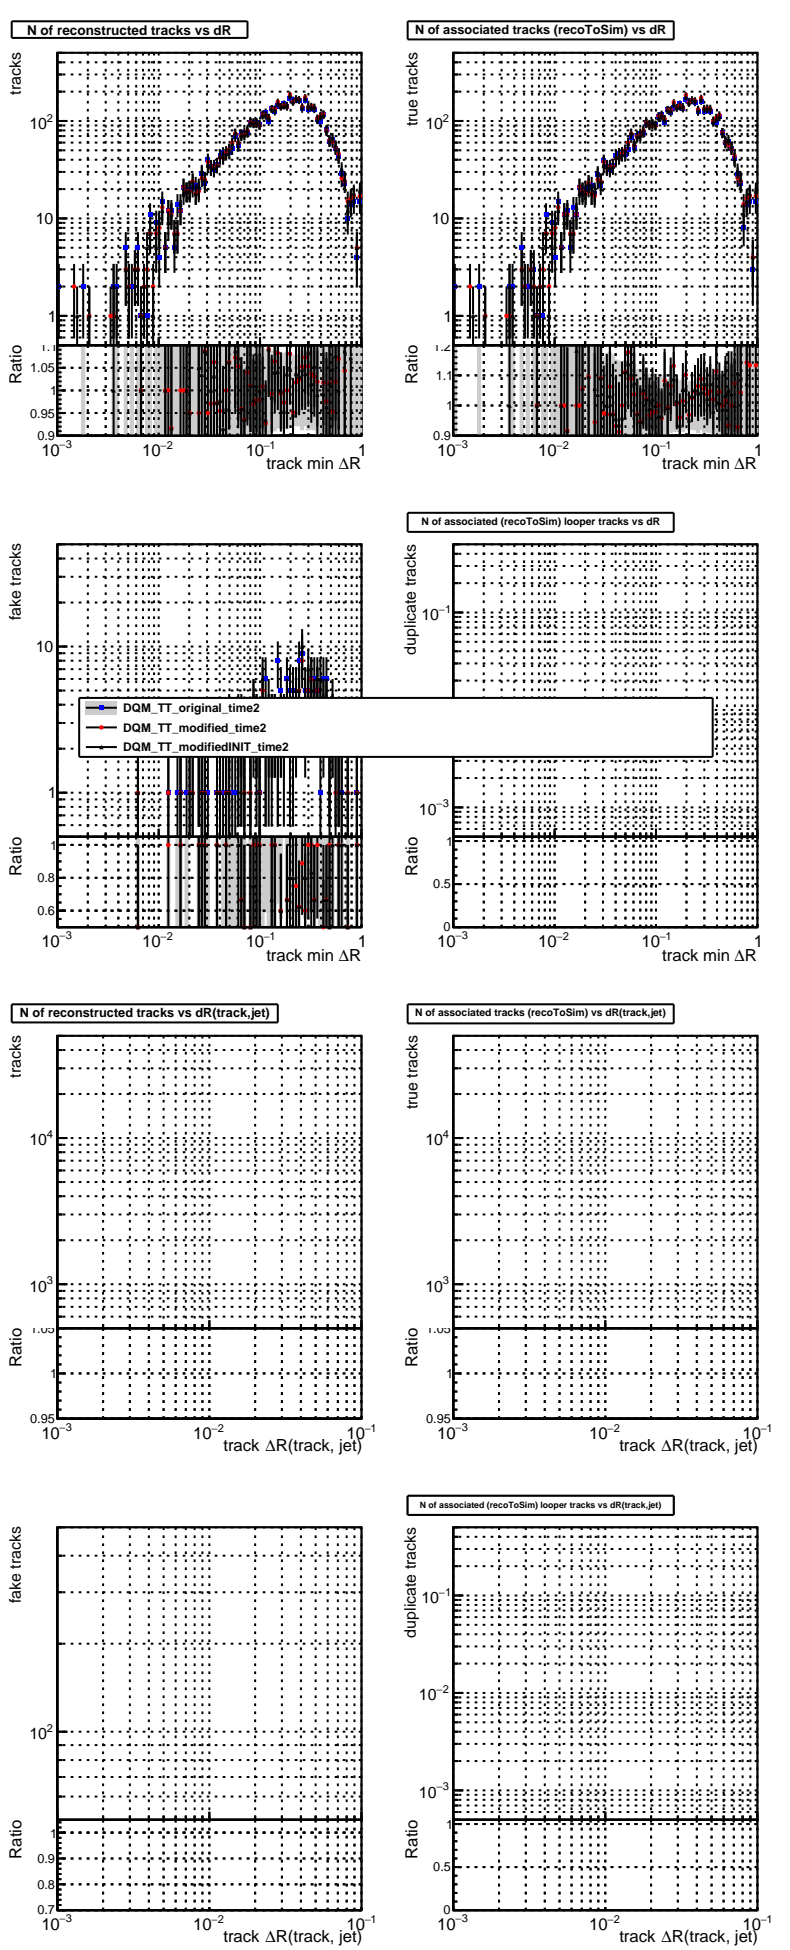 N of reconstructed tracks vs dR
tracks
10²
10
1
Ratio
1.1
1.05
1
0.95
0.9
10⁻³ 10⁻² 10⁻¹ 1
track min ΔR
N of associated tracks (recoToSim) vs dR
true tracks
10²
10
1
Ratio
1.2
1.1
1
0.9
10⁻³ 10⁻² 10⁻¹ 1
track min ΔR
fake tracks
10
1
Ratio
1
0.8
0.6
10⁻³ 10⁻² 10⁻¹ 1
track min ΔR
N of associated (recoToSim) looper tracks vs dR
duplicate tracks
10⁻¹
10⁻³
Ratio
1
0.5
0
10⁻³ 10⁻² 10⁻¹ 1
track min ΔR
DQM_TT_original_time2
DQM_TT_modified_time2
DQM_TT_modifiedINIT_time2
N of reconstructed tracks vs dR(track,jet)
tracks
10⁴
10³
Ratio
1.05
1
0.95
10⁻³ 10⁻² 10⁻¹
track ΔR(track, jet)
N of associated tracks (recoToSim) vs dR(track,jet)
true tracks
10⁴
10³
Ratio
1.05
1
0.95
10⁻³ 10⁻² 10⁻¹
track ΔR(track, jet)
fake tracks
10²
Ratio
1
0.9
0.8
0.7
10⁻³ 10⁻² 10⁻¹
track ΔR(track, jet)
N of associated (recoToSim) looper tracks vs dR(track,jet)
duplicate tracks
10⁻¹
10⁻²
10⁻³
Ratio
1
0.5
0
10⁻³ 10⁻² 10⁻¹
track ΔR(track, jet)